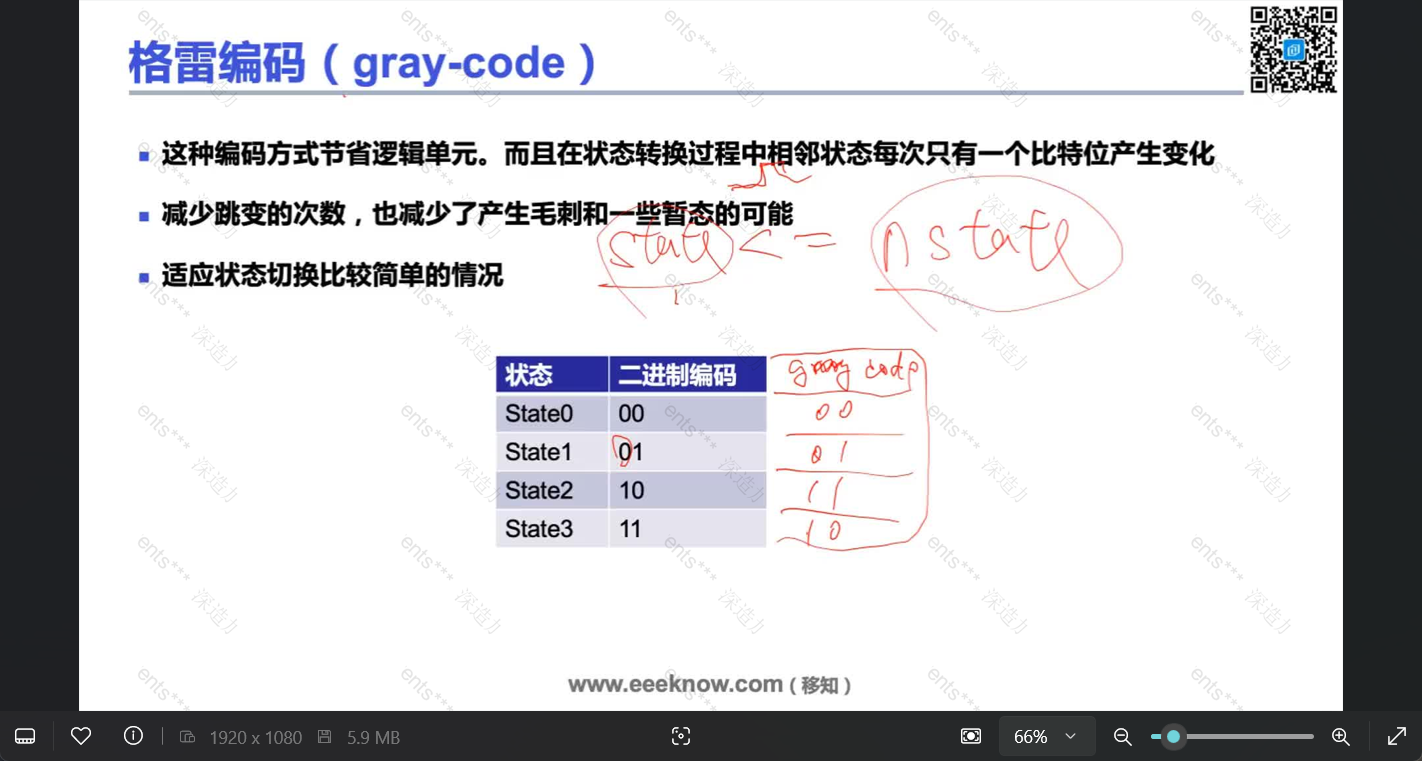 格雷编码（gray-code）
这种编码方式节省逻辑单元。而且在状态转换过程中相邻状态每次只有一个比特位产生变化
减少跳变的次数，也减少了产生毛刺和一些暂态的可能
state <= nstate
适应状态切换比较简单的情况
状态 二进制编码 gray code
State0 00 00
State1 01 01
State2 10 11
State3 11 10
www.eeeknow.com（移知）
1920 x 1080 5.9 MB 66%